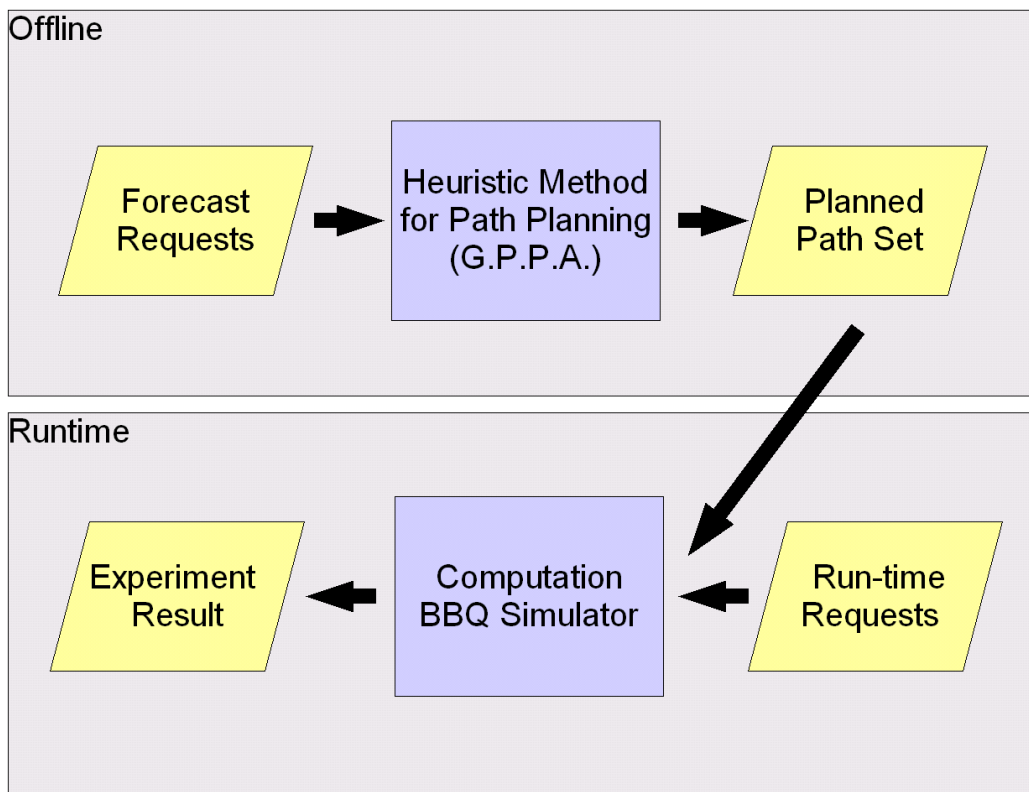 Offline
Forecast
Requests
Heuristic Method
for Path Planning
(G.P.P.A.)
Planned
Path Set
Runtime
Experiment
Result
Computation
BBQ Simulator
Run-time
Requests